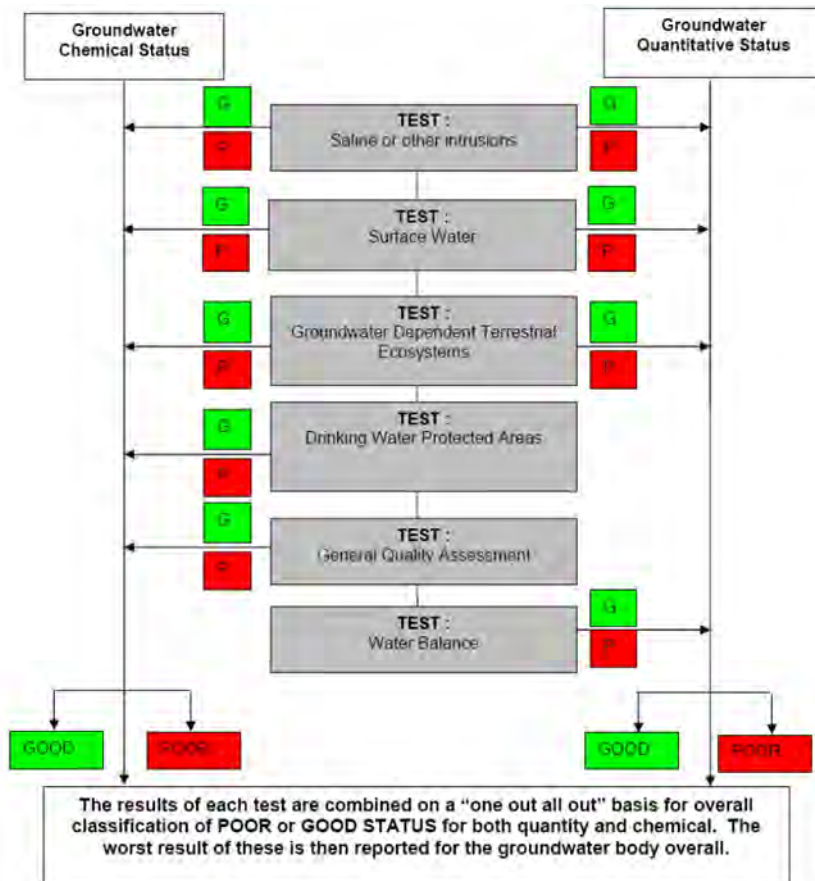 Groundwater
Chemical Status
Groundwater
Quantitative Status
G
P
TEST :
Saline or other intrusions
G
P
G
P
TEST :
Surface Water
G
P
G
P
TEST :
Groundwater Dependent Terrestrial
Ecosystems
G
P
G
P
TEST :
Drinking Water Protected Areas
G
P
TEST :
General Quality Assessment
TEST :
Water Balance
G
P
GOOD
POOR
GOOD
POOR
The results of each test are combined on a “one out all out” basis for overall
classification of POOR or GOOD STATUS for both quantity and chemical. The
worst result of these is then reported for the groundwater body overall.